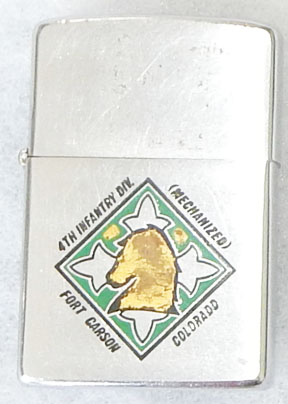 4TH INFANTRY DIV.
(MECHANIZED)
FORT CARSON
COLORADO